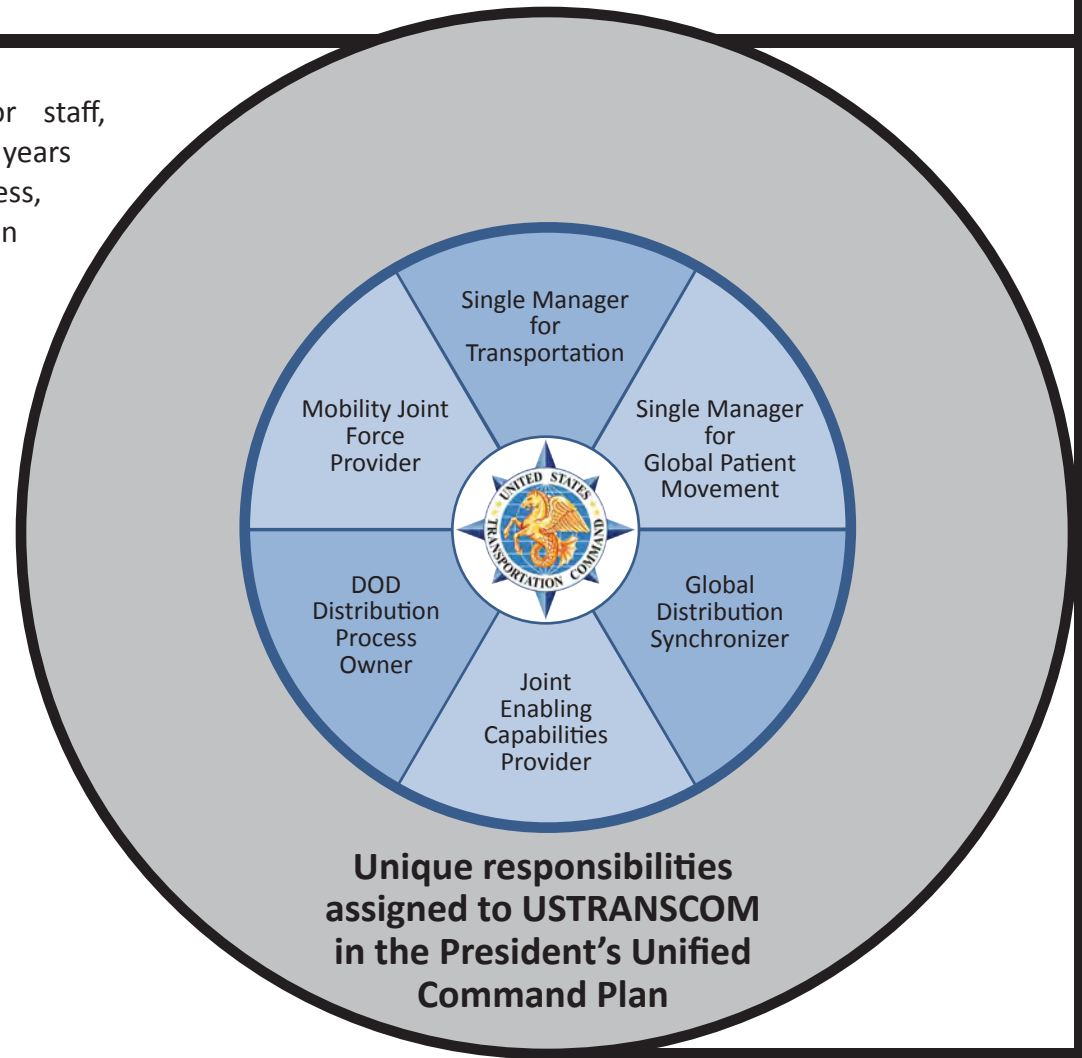 or staff,
years
ess,
n
Single Manager
for
Transportation
Mobility Joint
Force
Provider
Single Manager
for
Global Patient
Movement
UNITED STATES
TRANSPORTATION COMMAND
DOD
Distribution
Process
Owner
Global
Distribution
Synchronizer
Joint
Enabling
Capabilities
Provider
Unique responsibilities
assigned to USTRANSCOM
in the President’s Unified
Command Plan